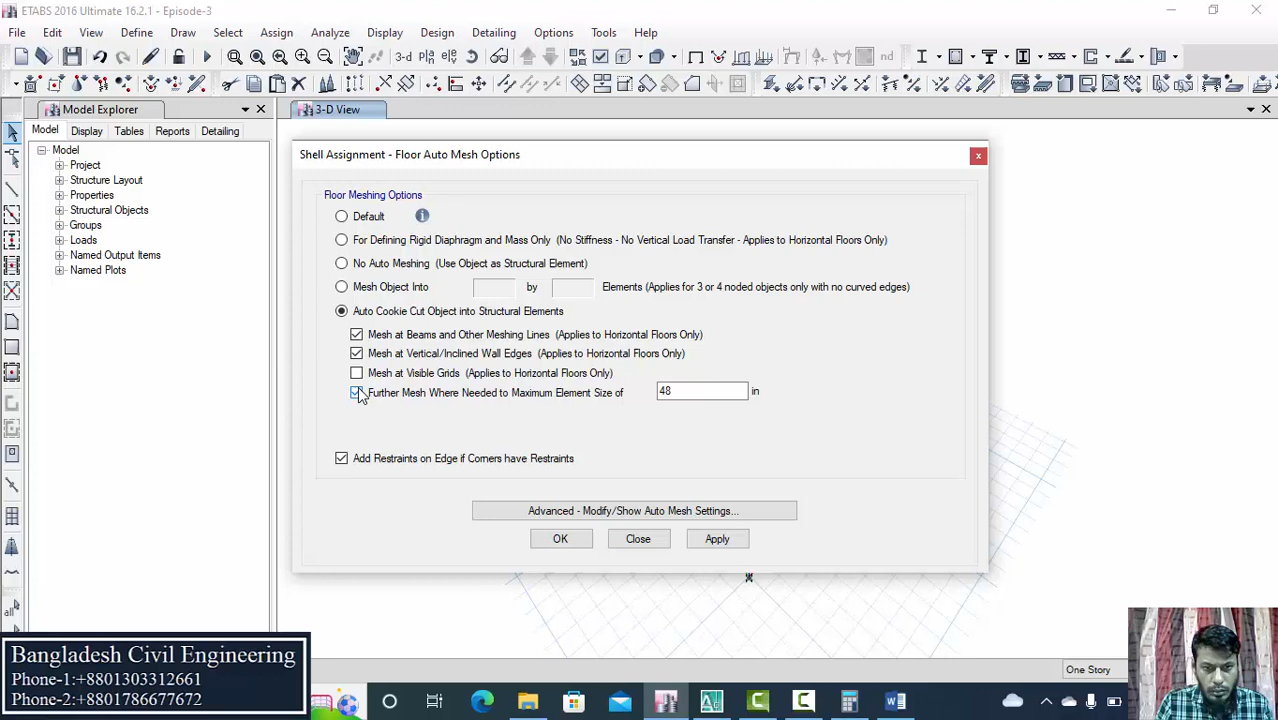 ETABS 2016 Ultimate 16.2.1 - Episode-3
File Edit View Define Draw Select Assign Analyze Display Design Detailing Options Tools Help
3-d
nd
Model Explorer
3-D View
Model Display Tables Reports Detailing
Model
Project
Structure Layout
Properties
Structural Objects
Groups
Loads
Named Output Items
Named Plots
all
Shell Assignment - Floor Auto Mesh Options
x
Floor Meshing Options
Default
For Defining Rigid Diaphragm and Mass Only (No Stiffness - No Vertical Load Transfer - Applies to Horizontal Floors Only)
No Auto Meshing (Use Object as Structural Element)
Mesh Object Into by Elements (Applies for 3 or 4 noded objects only with no curved edges)
Auto Cookie Cut Object into Structural Elements
Mesh at Beams and Other Meshing Lines (Applies to Horizontal Floors Only)
Mesh at Vertical/Inclined Wall Edges (Applies to Horizontal Floors Only)
Mesh at Visible Grids (Applies to Horizontal Floors Only)
Further Mesh Where Needed to Maximum Element Size of 48 in
Add Restraints on Edge if Corners have Restraints
Advanced - Modify/Show Auto Mesh Settings...
OK Close Apply
One Story
Bangladesh Civil Engineering
Phone-1:+8801303312661
Phone-2:+8801786677672